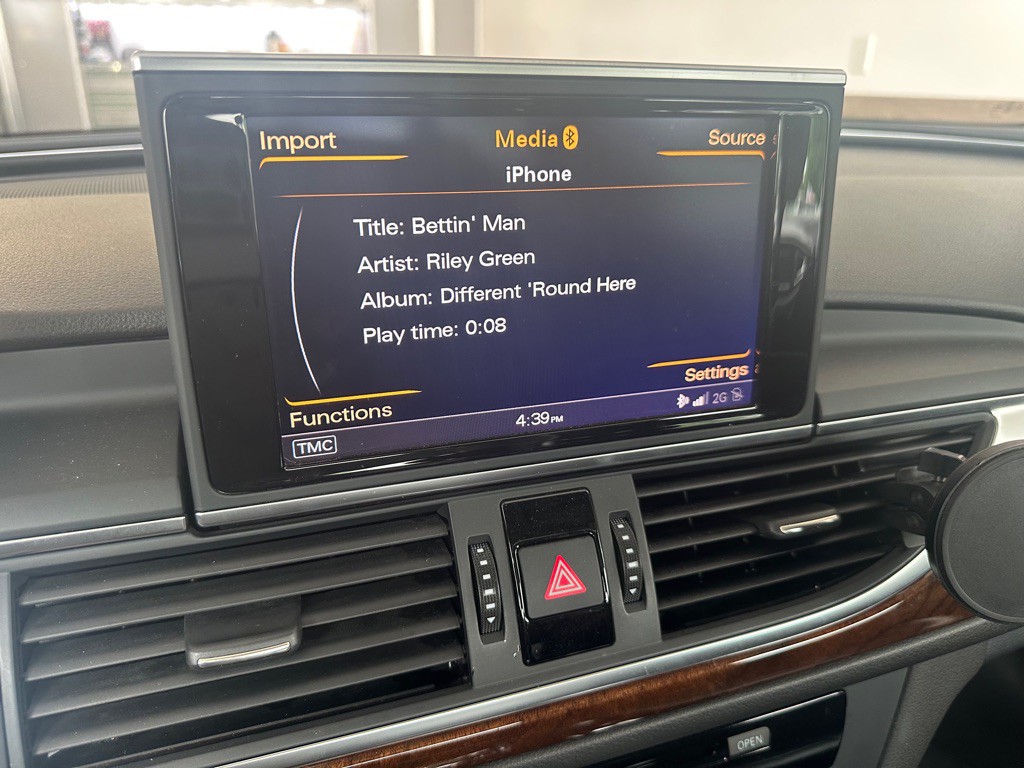 Import
Media
Source
iPhone
Title: Bettin' Man
Artist: Riley Green
Album: Different 'Round Here
Play time: 0:08
Settings
Functions
4:39 PM
2G
TMC
OPEN